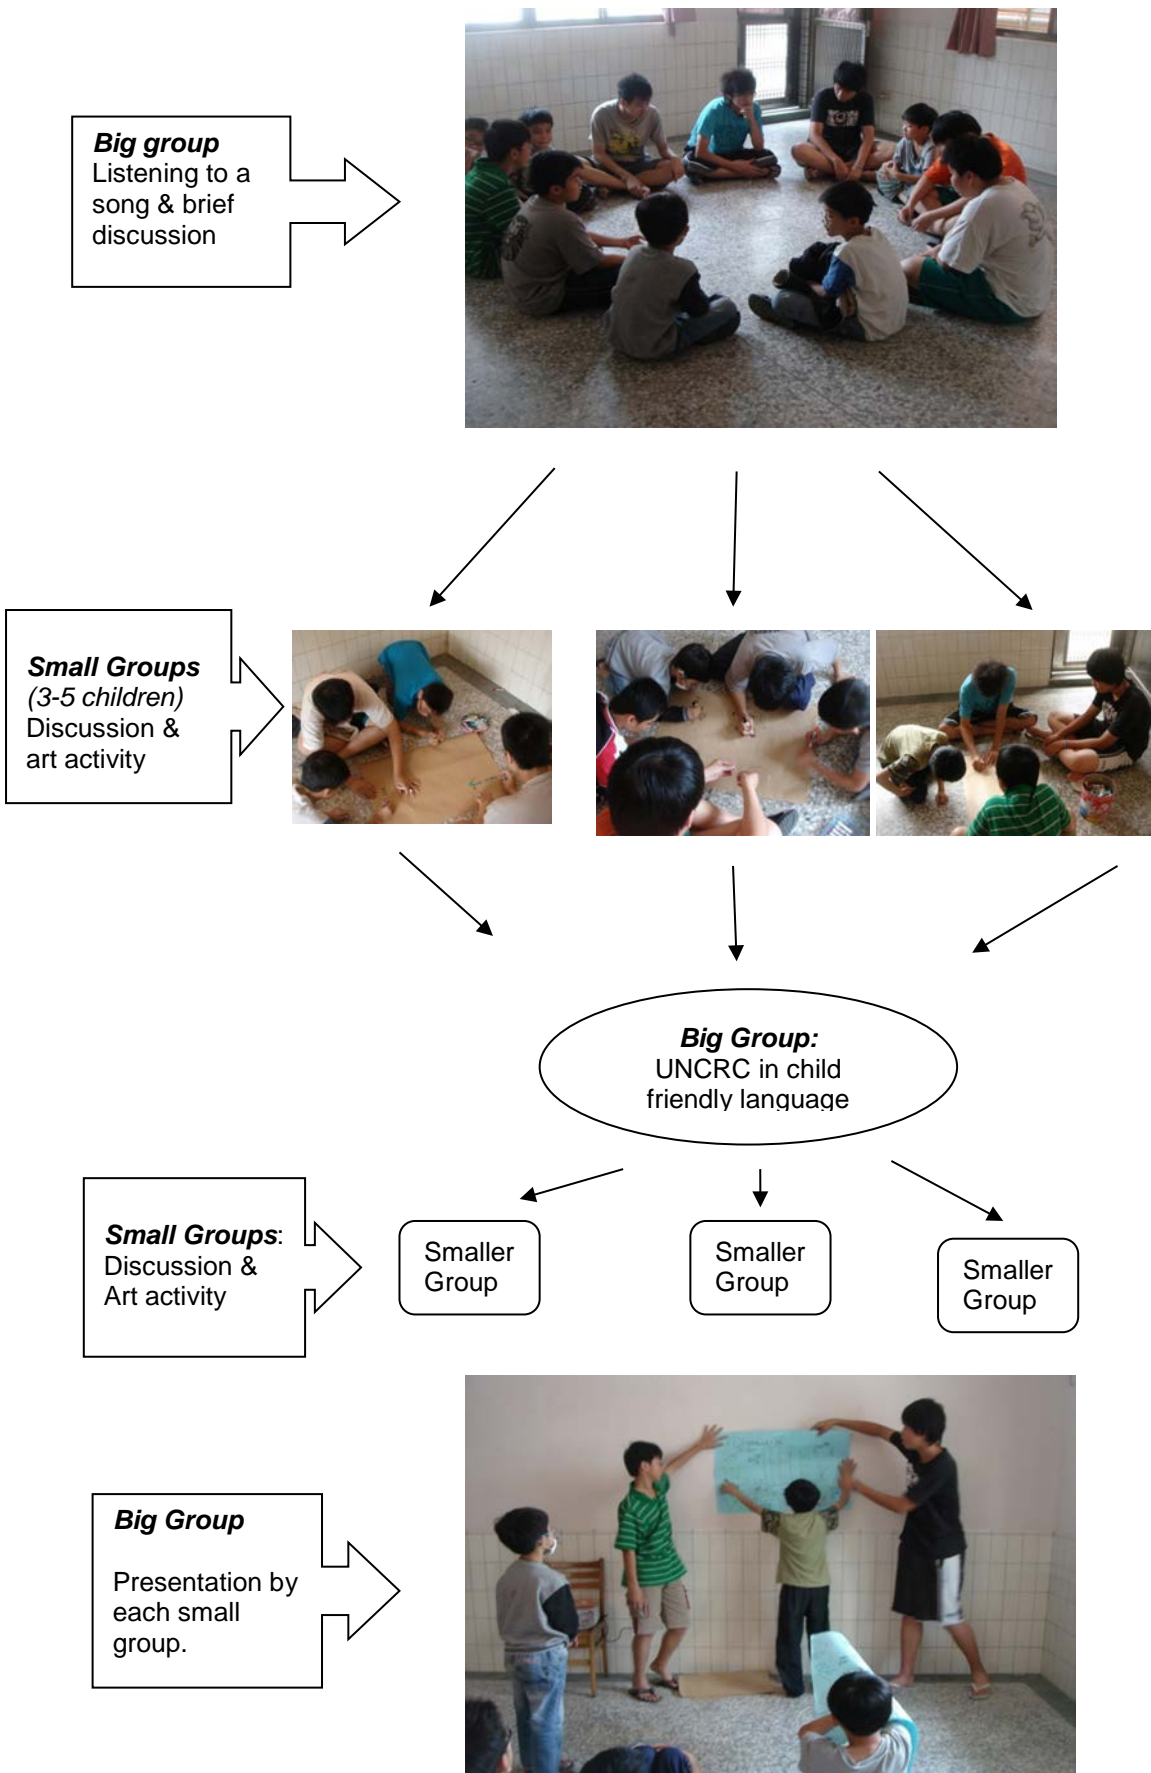 Big group
Listening to a
song & brief
discussion
Small Groups
(3-5 children)
Discussion &
art activity
Big Group:
UNCRC in child
friendly language
Small Groups:
Discussion &
Art activity
Smaller
Group
Smaller
Group
Smaller
Group
Big Group
Presentation by
each small
group.